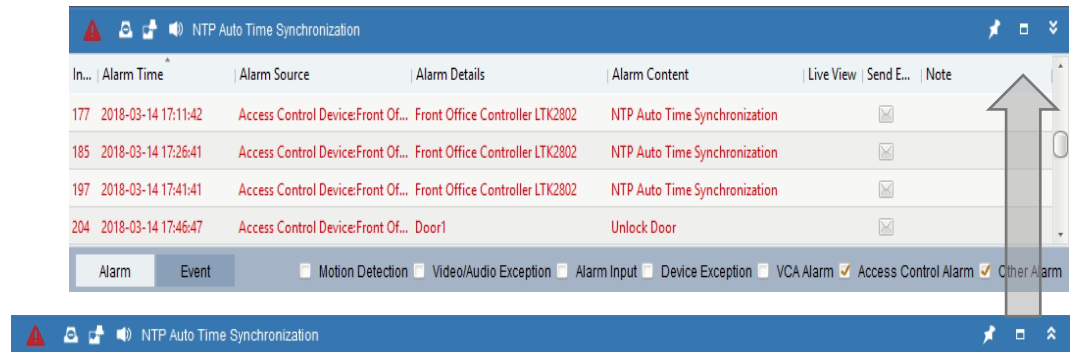 NTP Auto Time Synchronization
In... Alarm Time Alarm Source Alarm Details Alarm Content Live View Send E... Note
177 2018-03-14 17:11:42 Access Control Device:Front Of... Front Office Controller LTK2802 NTP Auto Time Synchronization
185 2018-03-14 17:26:41 Access Control Device:Front Of... Front Office Controller LTK2802 NTP Auto Time Synchronization
197 2018-03-14 17:41:41 Access Control Device:Front Of... Front Office Controller LTK2802 NTP Auto Time Synchronization
204 2018-03-14 17:46:47 Access Control Device:Front Of... Door1 Unlock Door
Alarm Event Motion Detection Video/Audio Exception Alarm Input Device Exception VCA Alarm Access Control Alarm Other Alarm
NTP Auto Time Synchronization